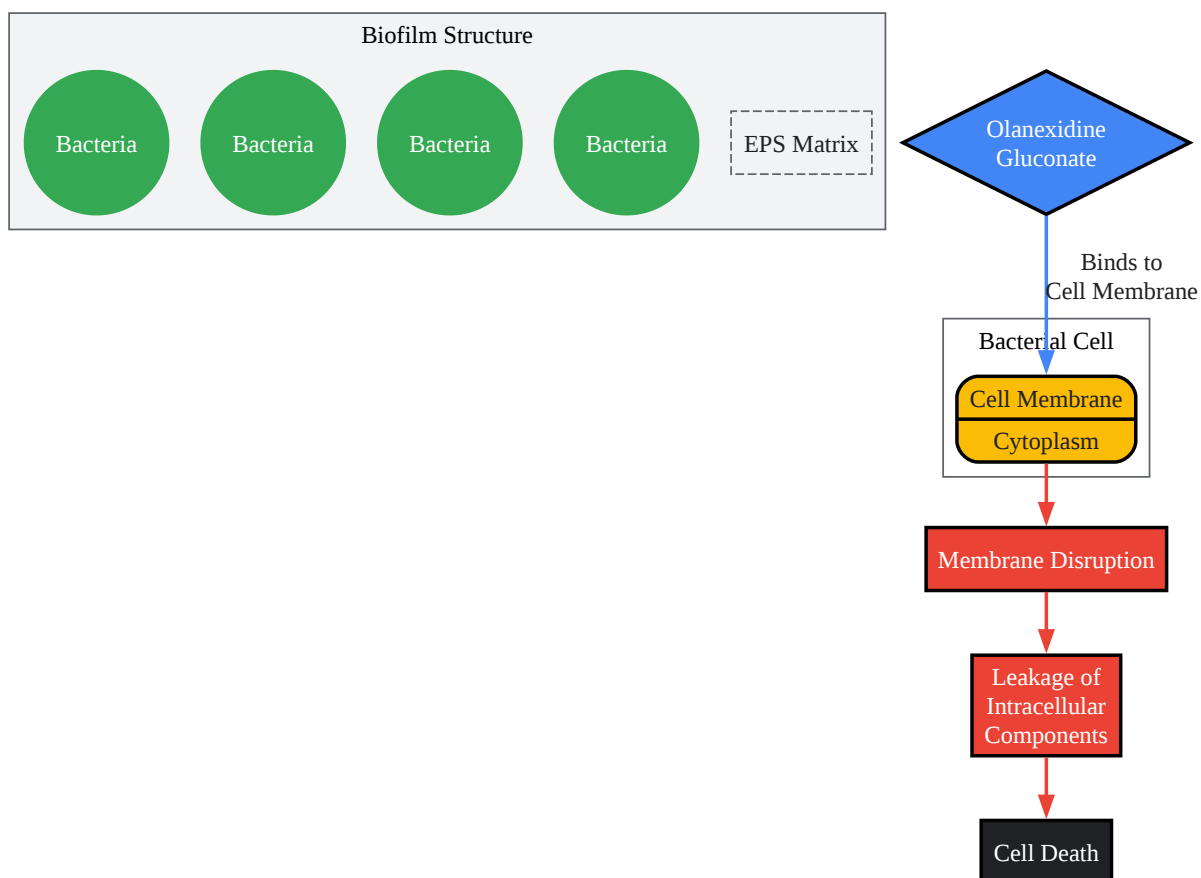 Biofilm Structure
Bacteria
Bacteria
Bacteria
Bacteria
EPS Matrix
Olanexidine
Gluconate
Binds to
Cell Membrane
Bacterial Cell
Cell Membrane
Cytoplasm
Membrane Disruption
Leakage of
Intracellular
Components
Cell Death